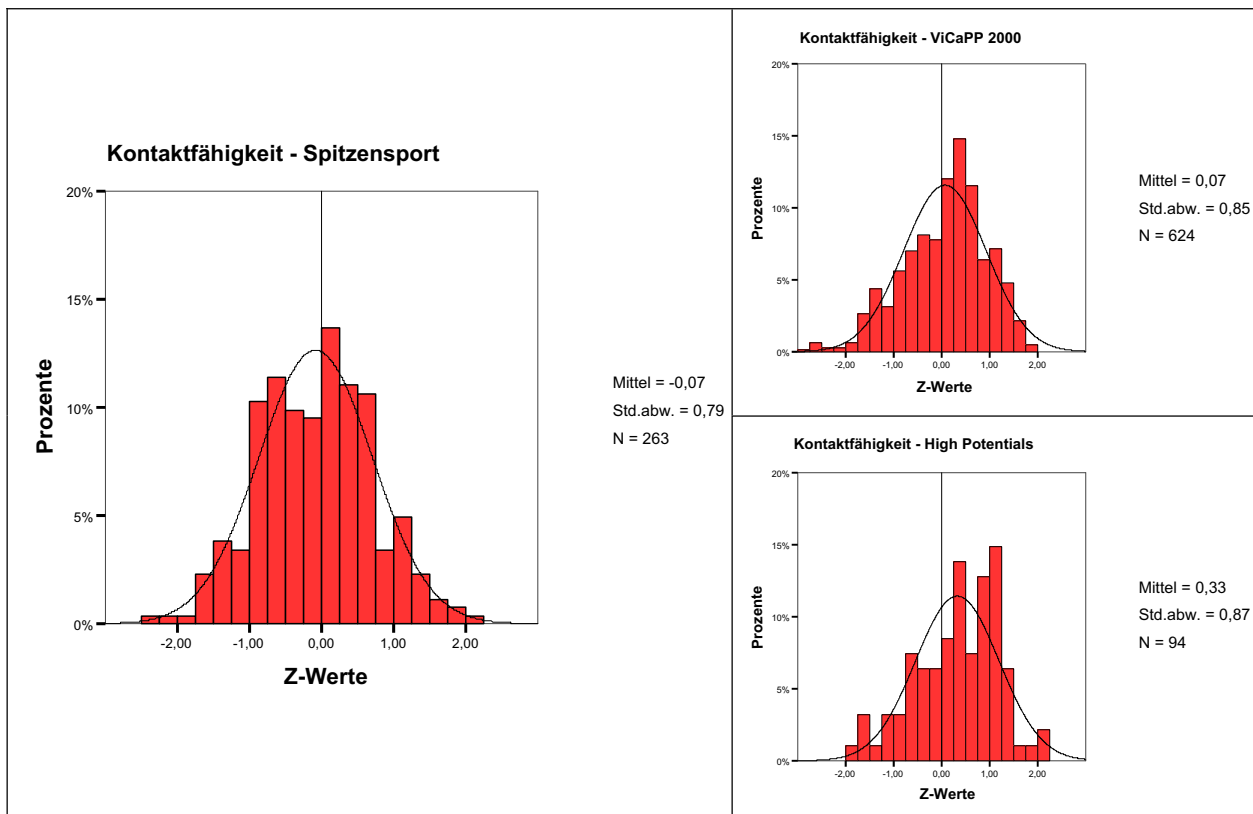 Kontaktfähigkeit - Spitzensport
20%
15%
10%
5%
0%
Prozente
-2,00 -1,00 0,00 1,00 2,00
Z-Werte
Mittel = -0,07
Std.abw. = 0,79
N = 263
Kontaktfähigkeit - ViCaPP 2000
20%
15%
10%
5%
0%
Prozente
-2,00 -1,00 0,00 1,00 2,00
Z-Werte
Mittel = 0,07
Std.abw. = 0,85
N = 624
Kontaktfähigkeit - High Potentials
20%
15%
10%
5%
0%
Prozente
-2,00 -1,00 0,00 1,00 2,00
Z-Werte
Mittel = 0,33
Std.abw. = 0,87
N = 94